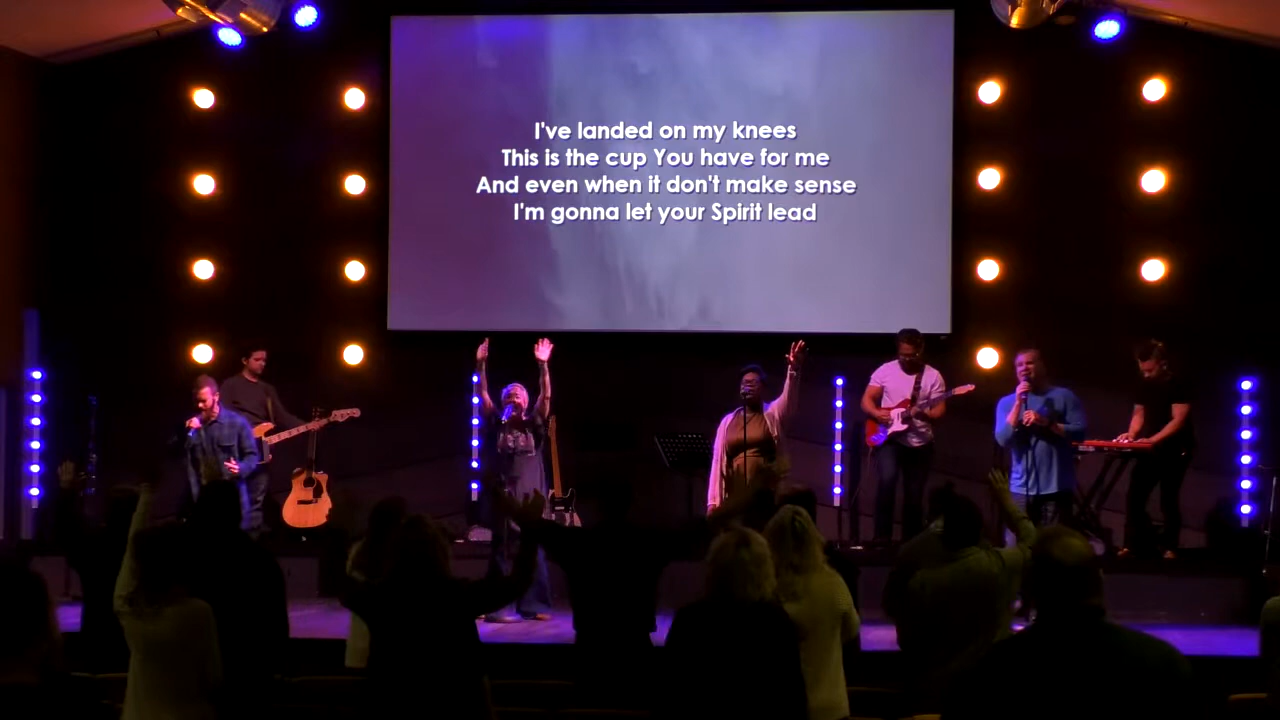 I've landed on my knees
This is the cup You have for me
And even when it don't make sense
I'm gonna let your Spirit lead